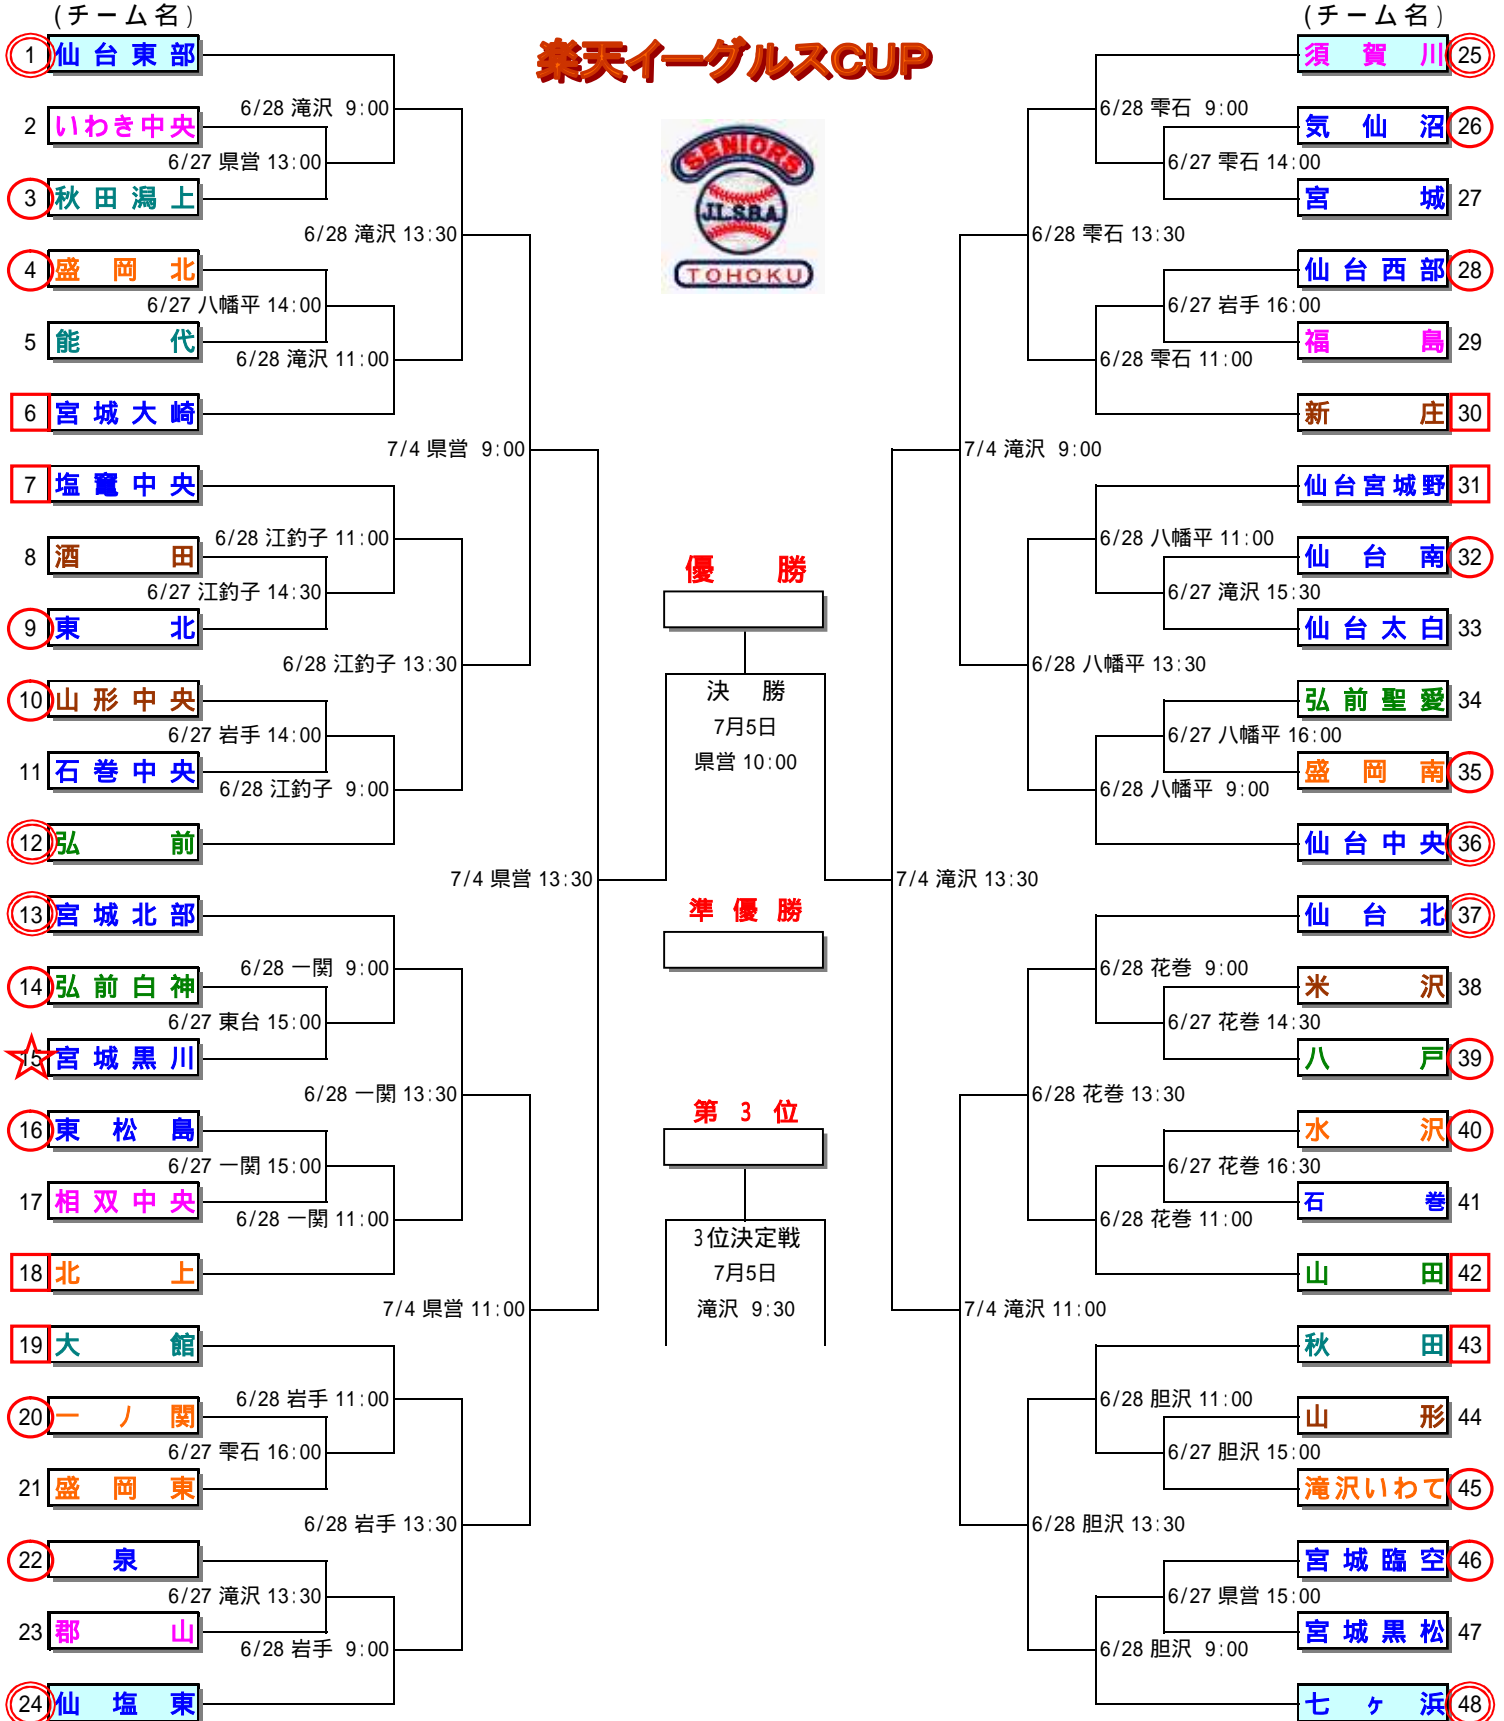 (チーム名)
楽天イーグルスCUP
(チーム名)
1 仙台東部
6/28 滝沢 9:00
2 いわき中央
6/27 県営 13:00
3 秋田潟上
6/28 滝沢 13:30
4 盛岡北
6/27 八幡平 14:00
5 能代
6/28 滝沢 11:00
6 宮城大崎
7/4 県営 9:00
7 塩竈中央
6/28 江釣子 11:00
8 酒田
6/27 江釣子 14:30
9 東北
6/28 江釣子 13:30
10 山形中央
6/27 岩手 14:00
11 石巻中央
6/28 江釣子 9:00
12 弘前
7/4 県営 13:30
13 宮城北部
6/28 一関 9:00
14 弘前白神
6/27 東台 15:00
15 宮城黒川
6/28 一関 13:30
16 東松島
6/27 一関 15:00
17 相双中央
6/28 一関 11:00
18 北上
7/4 県営 11:00
19 大館
6/28 岩手 11:00
20 一ノ関
6/27 雫石 16:00
21 盛岡東
6/28 岩手 13:30
22 泉
6/27 滝沢 13:30
23 郡山
6/28 岩手 9:00
24 仙塩東
SENIORS
J.L.S.B.A.
TOHOKU
優勝
決勝
7月5日
県営 10:00
準優勝
第3位
3位決定戦
7月5日
滝沢 9:30
須賀川 25
6/28 雫石 9:00
気仙沼 26
6/27 雫石 14:00
宮城 27
6/28 雫石 13:30
仙台西部 28
6/27 岩手 16:00
福島 29
6/28 雫石 11:00
新庄 30
7/4 滝沢 9:00
仙台宮城野 31
6/28 八幡平 11:00
仙台南 32
6/27 滝沢 15:30
仙台太白 33
6/28 八幡平 13:30
弘前聖愛 34
6/27 八幡平 16:00
盛岡南 35
6/28 八幡平 9:00
仙台中央 36
7/4 滝沢 13:30
仙台北 37
6/28 花巻 9:00
米沢 38
6/27 花巻 14:30
八戸 39
6/28 花巻 13:30
水沢 40
6/27 花巻 16:30
石巻 41
6/28 花巻 11:00
山田 42
7/4 滝沢 11:00
秋田 43
6/28 胆沢 11:00
山形 44
6/27 胆沢 15:00
滝沢いわて 45
6/28 胆沢 13:30
宮城臨空 46
6/27 県営 15:00
宮城黒松 47
6/28 胆沢 9:00
七ヶ浜 48